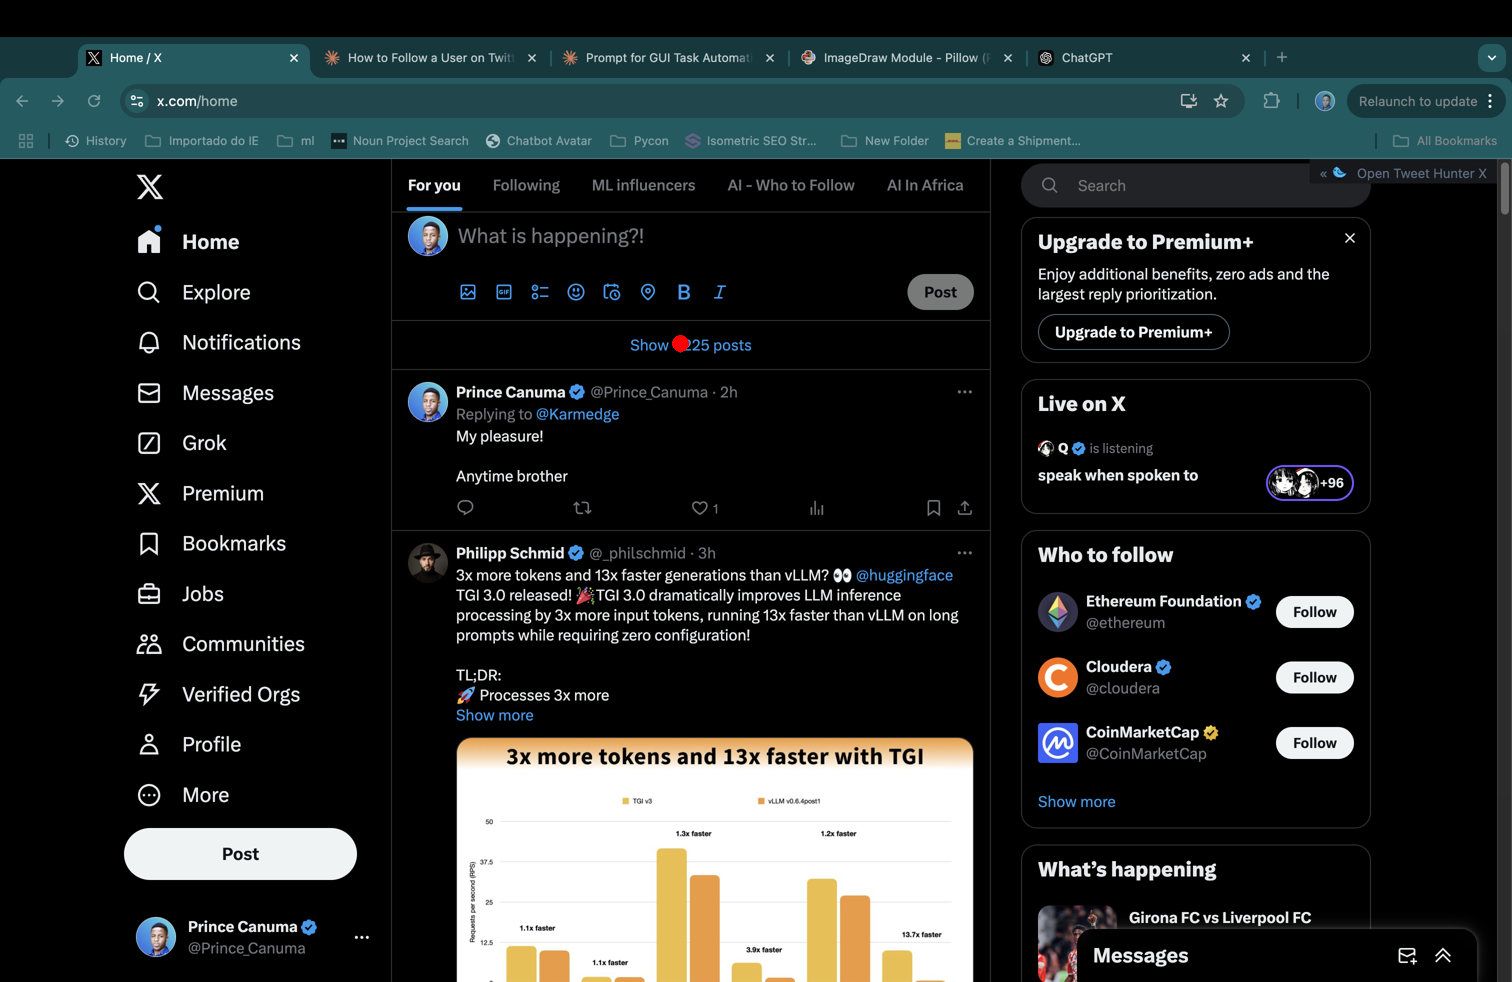 Home / X
How to Follow a User on Twit
Prompt for GUI Task Automati
ImageDraw Module - Pillow (P
ChatGPT
x.com/home
Relaunch to update
History
Importado do IE
ml
Noun Project Search
Chatbot Avatar
Pycon
Isometric SEO Str...
New Folder
Create a Shipment...
All Bookmarks
« Open Tweet Hunter X
Home
Explore
Notifications
Messages
Grok
Premium
Bookmarks
Jobs
Communities
Verified Orgs
Profile
More
Post
Prince Canuma
@Prince_Canuma
For you
Following
ML influencers
AI - Who to Follow
AI In Africa
What is happening?!
GIF
B
I
Post
Show 225 posts
Prince Canuma @Prince_Canuma · 2h
Replying to @Karmedge
My pleasure!
Anytime brother
1
Philipp Schmid @_philschmid · 3h
3x more tokens and 13x faster generations than vLLM? 👀 @huggingface
TGI 3.0 released! 🎉TGI 3.0 dramatically improves LLM inference
processing by 3x more input tokens, running 13x faster than vLLM on long
prompts while requiring zero configuration!
TL;DR:
🚀 Processes 3x more
Show more
3x more tokens and 13x faster with TGI
TGI v3
vLLM v0.6.4post1
Requests per second (RPS)
50
37.5
25
12.5
1.1x faster
1.1x faster
1.3x faster
3.9x faster
1.2x faster
13.7x faster
Search
Upgrade to Premium+
Enjoy additional benefits, zero ads and the
largest reply prioritization.
Upgrade to Premium+
Live on X
Q is listening
speak when spoken to
+96
Who to follow
Ethereum Foundation
@ethereum
Follow
Cloudera
@cloudera
Follow
CoinMarketCap
@CoinMarketCap
Follow
Show more
What's happening
Girona FC vs Liverpool FC
Messages